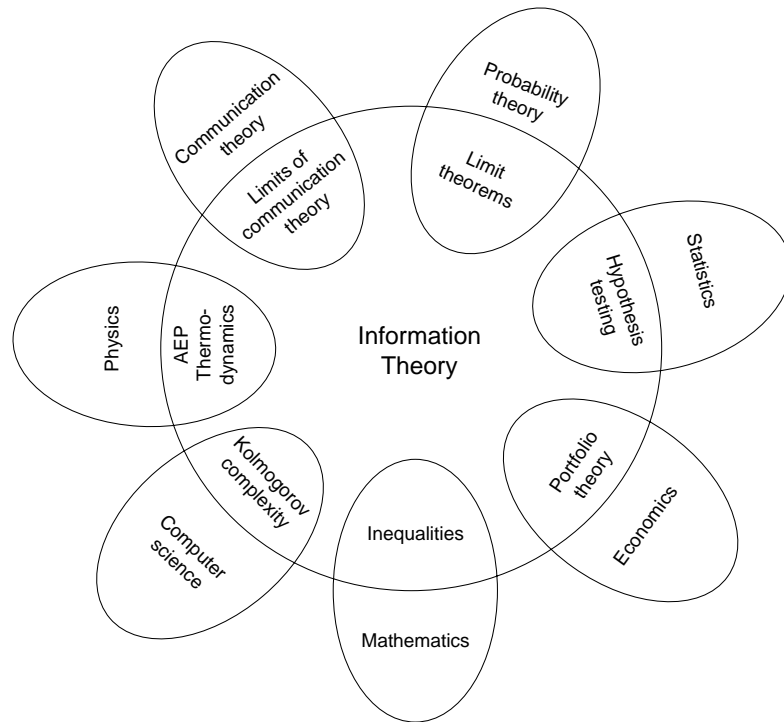 Communication
theory
Limits of
communication
theory
Probability
theory
Limit
theorems
Statistics
Hypothesis
testing
Physics
AEP
Thermo-
dynamics
Information
Theory
Portfolio
theory
Economics
Kolmogorov
complexity
Computer
science
Inequalities
Mathematics